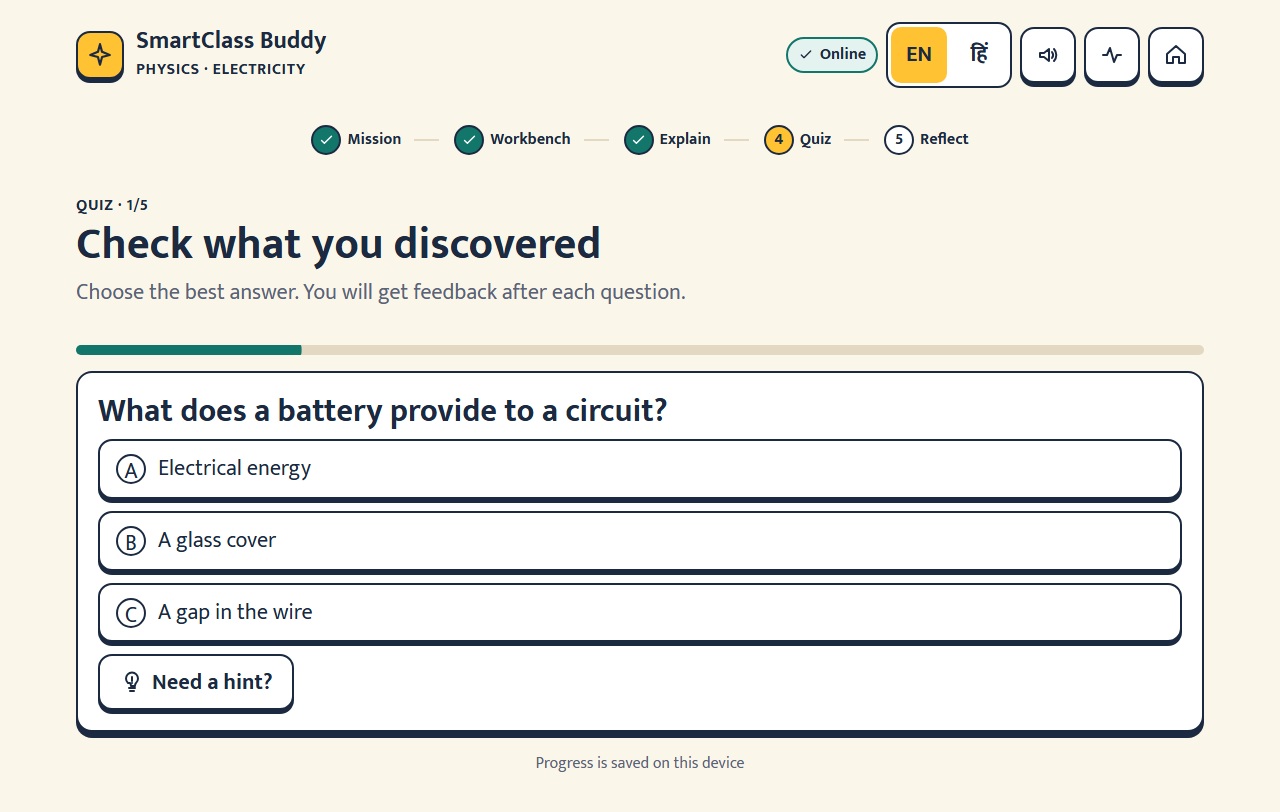 SmartClass Buddy
PHYSICS · ELECTRICITY
Online
EN
हिं
Mission
Workbench
Explain
4 Quiz
5 Reflect
QUIZ · 1/5
Check what you discovered
Choose the best answer. You will get feedback after each question.
What does a battery provide to a circuit?
A Electrical energy
B A glass cover
C A gap in the wire
Need a hint?
Progress is saved on this device